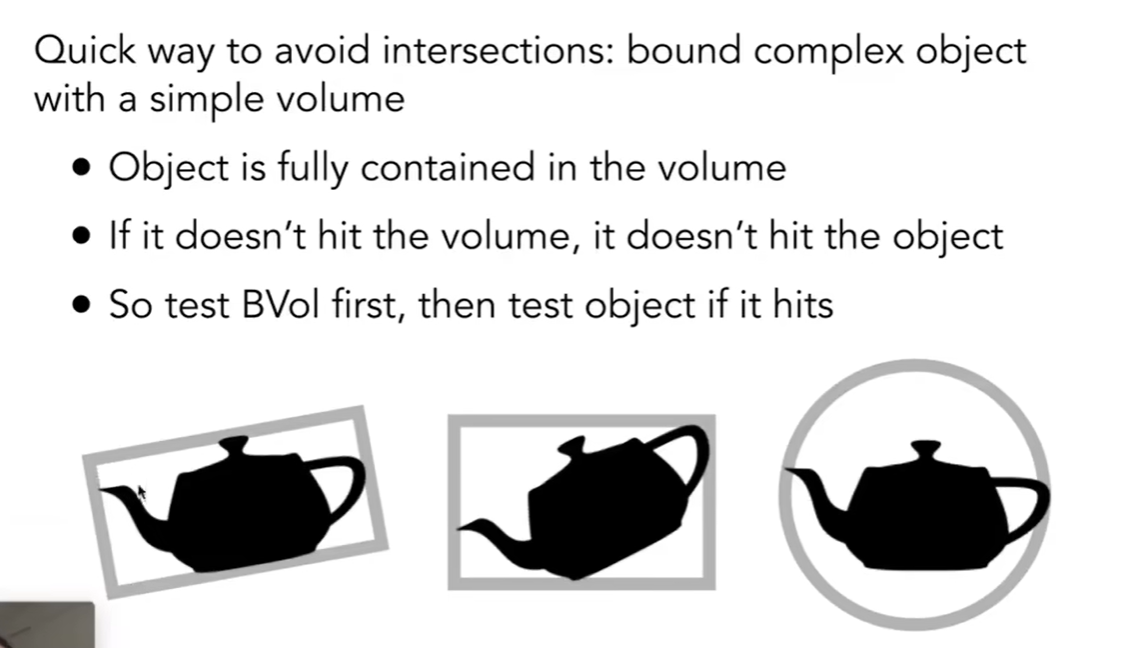 Quick way to avoid intersections: bound complex object
with a simple volume
• Object is fully contained in the volume
• If it doesn’t hit the volume, it doesn’t hit the object
• So test BVol first, then test object if it hits